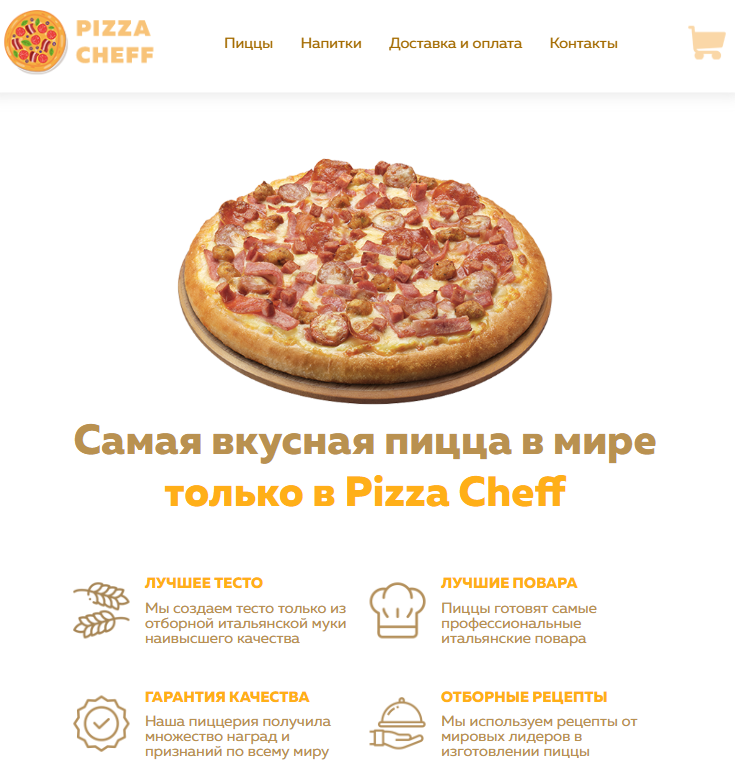 PIZZA
CHEFF
Пиццы Напитки Доставка и оплата Контакты
Самая вкусная пицца в мире
только в Pizza Cheff
ЛУЧШЕЕ ТЕСТО
Мы создаем тесто только из
отборной итальянской муки
наивысшего качества
ЛУЧШИЕ ПОВАРА
Пиццы готовят самые
профессиональные
итальянские повара
ГАРАНТИЯ КАЧЕСТВА
Наша пиццерия получила
множество наград и
признаний по всему миру
ОТБОРНЫЕ РЕЦЕПТЫ
Мы используем рецепты от
мировых лидеров в
изготовлении пиццы